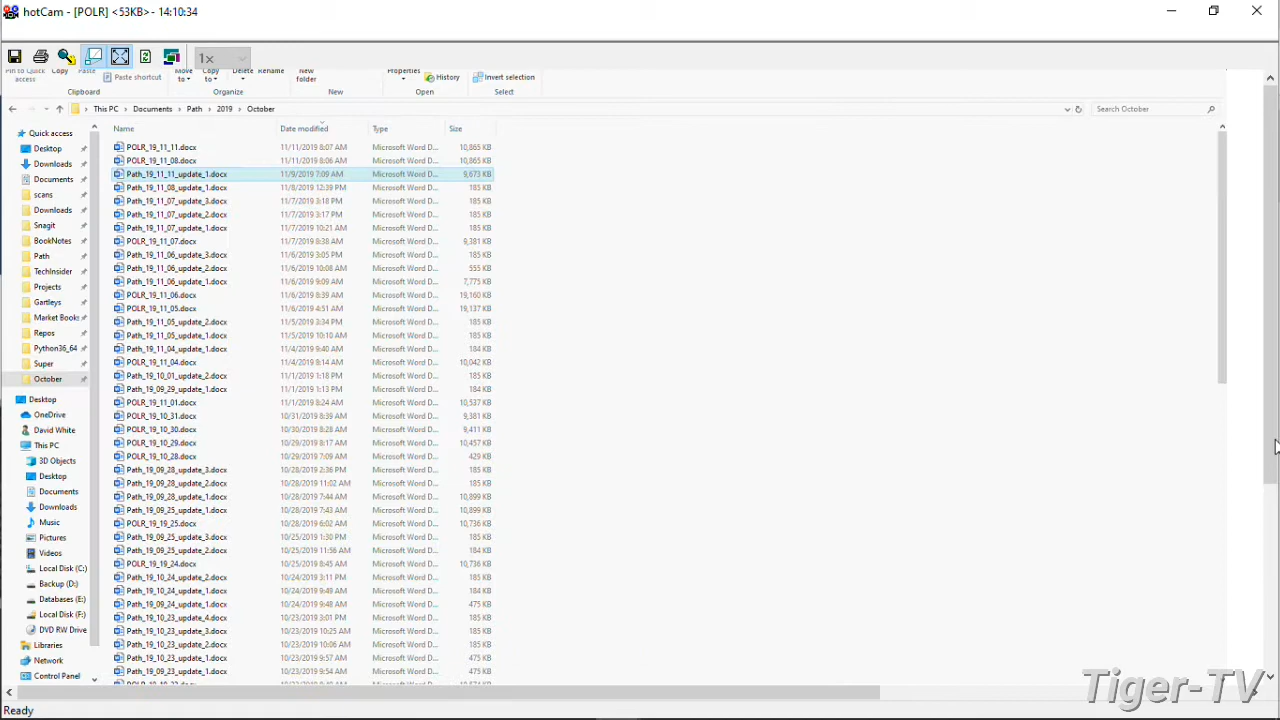 hotCam - [POLR] <53KB>- 14:10:34
1x
Pin to Quick access Copy Paste Paste shortcut Move to Copy to Delete Rename New folder Properties History Invert selection
Clipboard Organize New Open Select
This PC > Documents > Path > 2019 > October Search October
Name Date modified Type Size
Quick access
Desktop
Downloads
Documents
scans
Downloads
Snagit
BookNotes
Path
TechInsider
Projects
Gartleys
Market Books
Repos
Python36_64
Super
October
Desktop
OneDrive
David White
This PC
3D Objects
Desktop
Documents
Downloads
Music
Pictures
Videos
Local Disk (C:)
Backup (D:)
Databases (E:)
Local Disk (F:)
DVD RW Drive
Libraries
Network
Control Panel
POLR_19_11_11.docx 11/11/2019 8:07 AM Microsoft Word D... 10,865 KB
POLR_19_11_08.docx 11/11/2019 8:06 AM Microsoft Word D... 10,865 KB
Path_19_11_11_update_1.docx 11/9/2019 7:09 AM Microsoft Word D... 9,673 KB
Path_19_11_08_update_1.docx 11/8/2019 12:39 PM Microsoft Word D... 185 KB
Path_19_11_07_update_3.docx 11/7/2019 3:18 PM Microsoft Word D... 185 KB
Path_19_11_07_update_2.docx 11/7/2019 3:17 PM Microsoft Word D... 185 KB
Path_19_11_07_update_1.docx 11/7/2019 10:21 AM Microsoft Word D... 185 KB
POLR_19_11_07.docx 11/7/2019 8:38 AM Microsoft Word D... 9,381 KB
Path_19_11_06_update_3.docx 11/6/2019 3:05 PM Microsoft Word D... 185 KB
Path_19_11_06_update_2.docx 11/6/2019 10:08 AM Microsoft Word D... 555 KB
Path_19_11_06_update_1.docx 11/6/2019 9:09 AM Microsoft Word D... 7,775 KB
POLR_19_11_06.docx 11/6/2019 8:39 AM Microsoft Word D... 19,160 KB
POLR_19_11_05.docx 11/6/2019 4:51 AM Microsoft Word D... 19,137 KB
Path_19_11_05_update_2.docx 11/5/2019 3:34 PM Microsoft Word D... 185 KB
Path_19_11_05_update_1.docx 11/5/2019 10:10 AM Microsoft Word D... 185 KB
Path_19_11_04_update_1.docx 11/4/2019 9:40 AM Microsoft Word D... 184 KB
POLR_19_11_04.docx 11/4/2019 9:14 AM Microsoft Word D... 10,042 KB
Path_19_10_01_update_2.docx 11/1/2019 1:18 PM Microsoft Word D... 185 KB
Path_19_09_29_update_1.docx 11/1/2019 1:13 PM Microsoft Word D... 184 KB
POLR_19_11_01.docx 11/1/2019 8:24 AM Microsoft Word D... 10,537 KB
POLR_19_10_31.docx 10/31/2019 8:39 AM Microsoft Word D... 9,381 KB
POLR_19_10_30.docx 10/30/2019 8:28 AM Microsoft Word D... 9,411 KB
POLR_19_10_29.docx 10/29/2019 8:17 AM Microsoft Word D... 10,457 KB
POLR_19_10_28.docx 10/29/2019 7:09 AM Microsoft Word D... 429 KB
Path_19_09_28_update_3.docx 10/28/2019 2:36 PM Microsoft Word D... 185 KB
Path_19_09_28_update_2.docx 10/28/2019 11:02 AM Microsoft Word D... 185 KB
Path_19_09_28_update_1.docx 10/28/2019 7:44 AM Microsoft Word D... 10,899 KB
Path_19_09_25_update_1.docx 10/28/2019 7:43 AM Microsoft Word D... 10,899 KB
POLR_19_19_25.docx 10/28/2019 6:02 AM Microsoft Word D... 10,736 KB
Path_19_09_25_update_3.docx 10/25/2019 1:30 PM Microsoft Word D... 185 KB
Path_19_09_25_update_2.docx 10/25/2019 11:56 AM Microsoft Word D... 184 KB
POLR_19_19_24.docx 10/25/2019 8:45 AM Microsoft Word D... 10,736 KB
Path_19_10_24_update_2.docx 10/24/2019 3:11 PM Microsoft Word D... 185 KB
Path_19_10_24_update_1.docx 10/24/2019 9:49 AM Microsoft Word D... 184 KB
Path_19_09_24_update_1.docx 10/24/2019 9:48 AM Microsoft Word D... 475 KB
Path_19_10_23_update_4.docx 10/23/2019 3:01 PM Microsoft Word D... 185 KB
Path_19_10_23_update_3.docx 10/23/2019 10:25 AM Microsoft Word D... 185 KB
Path_19_10_23_update_2.docx 10/23/2019 10:06 AM Microsoft Word D... 185 KB
Path_19_10_23_update_1.docx 10/23/2019 9:57 AM Microsoft Word D... 475 KB
Path_19_09_23_update_1.docx 10/23/2019 9:54 AM Microsoft Word D... 475 KB
Tiger-TV
Ready